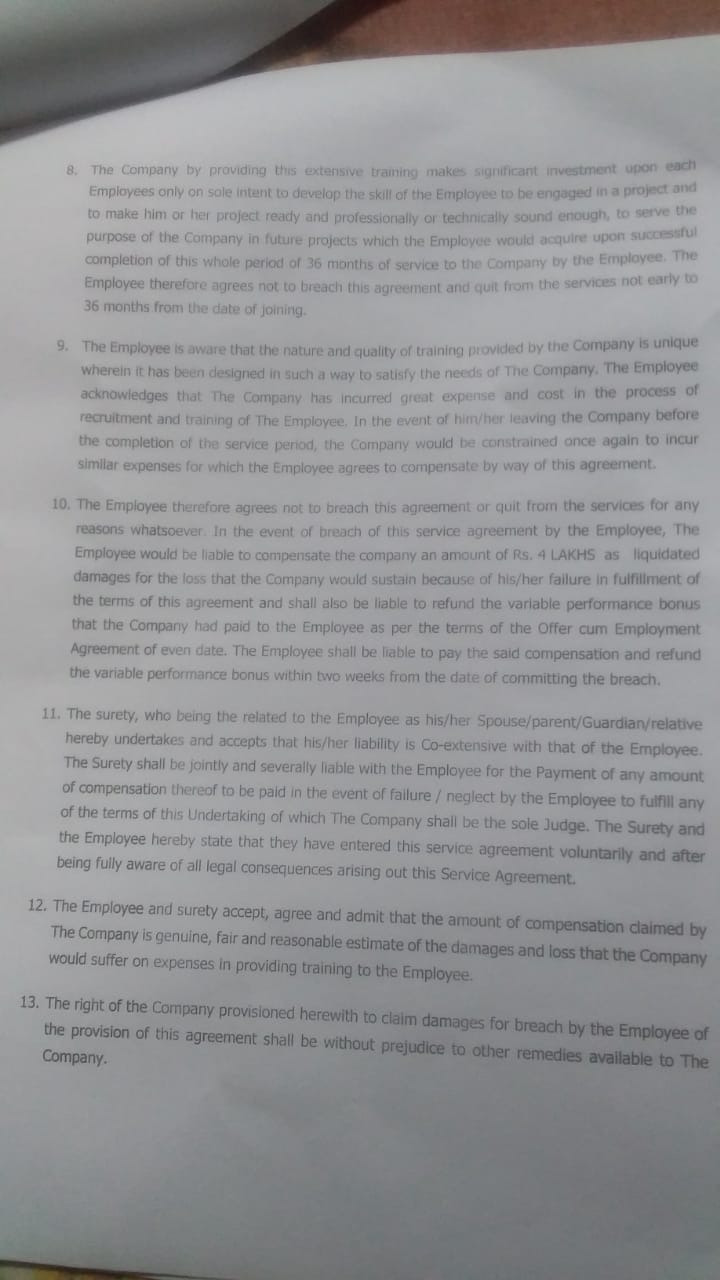 8. The Company by providing this extensive training makes significant investment upon each
Employees only on sole intent to develop the skill of the Employee to be engaged in a project and
to make him or her project ready and professionally or technically sound enough, to serve the
purpose of the Company in future projects which the Employee would acquire upon successful
completion of this whole period of 36 months of service to the Company by the Employee. The
Employee therefore agrees not to breach this agreement and quit from the services not early to
36 months from the date of joining.
9. The Employee is aware that the nature and quality of training provided by the Company is unique
wherein it has been designed in such a way to satisfy the needs of The Company. The Employee
acknowledges that The Company has incurred great expense and cost in the process of
recruitment and training of The Employee. In the event of him/her leaving the Company before
the completion of the service period, the Company would be constrained once again to incur
similar expenses for which the Employee agrees to compensate by way of this agreement.
10. The Employee therefore agrees not to breach this agreement or quit from the services for any
reasons whatsoever. In the event of breach of this service agreement by the Employee, The
Employee would be liable to compensate the company an amount of Rs. 4 LAKHS as liquidated
damages for the loss that the Company would sustain because of his/her failure in fulfillment of
the terms of this agreement and shall also be liable to refund the variable performance bonus
that the Company had paid to the Employee as per the terms of the Offer cum Employment
Agreement of even date. The Employee shall be liable to pay the said compensation and refund
the variable performance bonus within two weeks from the date of committing the breach.
11. The surety, who being the related to the Employee as his/her Spouse/parent/Guardian/relative
hereby undertakes and accepts that his/her liability is Co-extensive with that of the Employee.
The Surety shall be jointly and severally liable with the Employee for the Payment of any amount
of compensation thereof to be paid in the event of failure / neglect by the Employee to fulfill any
of the terms of this Undertaking of which The Company shall be the sole Judge. The Surety and
the Employee hereby state that they have entered this service agreement voluntarily and after
being fully aware of all legal consequences arising out this Service Agreement.
12. The Employee and surety accept, agree and admit that the amount of compensation claimed by
The Company is genuine, fair and reasonable estimate of the damages and loss that the Company
would suffer on expenses in providing training to the Employee.
13. The right of the Company provisioned herewith to claim damages for breach by the Employee of
the provision of this agreement shall be without prejudice to other remedies available to The
Company.